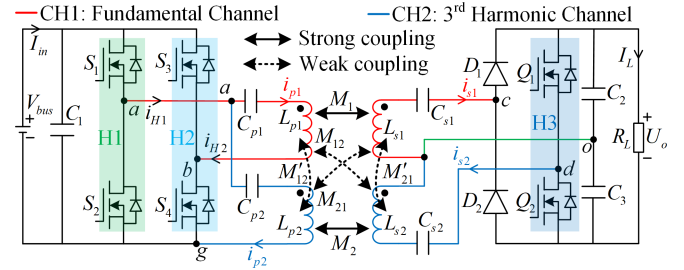 CH1: Fundamental Channel
CH2: 3rd Harmonic Channel
Strong coupling
Weak coupling
I_in
S_1
S_3
V_bus
C_1
a
i_H1
H1
H2
i_H2
b
S_2
S_4
g
a
C_p1
i_p1
L_p1
M_1
M_12
M'_12
M_21
M'_21
C_p2
L_p2
M_2
i_p2
L_s1
C_s1
i_s1
L_s2
C_s2
i_s2
D_1
c
D_2
Q_1
H3
d
Q_2
C_2
o
C_3
I_L
R_L
U_o